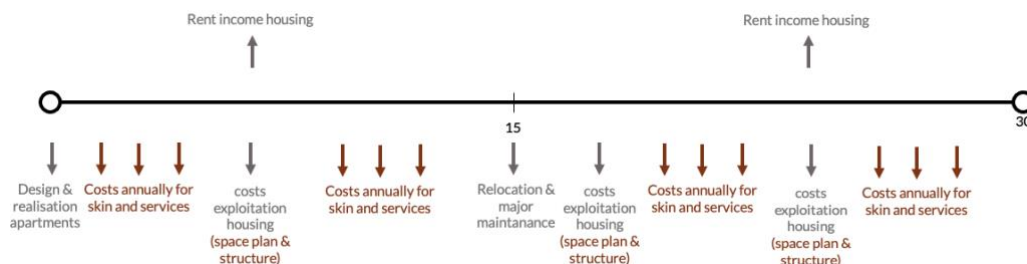 Rent income housing
Rent income housing
15
30
Design &
realisation
apartments
Costs annually for
skin and services
costs
exploitation
housing
(space plan &
structure)
Costs annually for
skin and services
Relocation &
major
maintanance
costs
exploitation
housing
(space plan &
structure)
Costs annually for
skin and services
costs
exploitation
housing
(space plan &
structure)
Costs annually for
skin and services